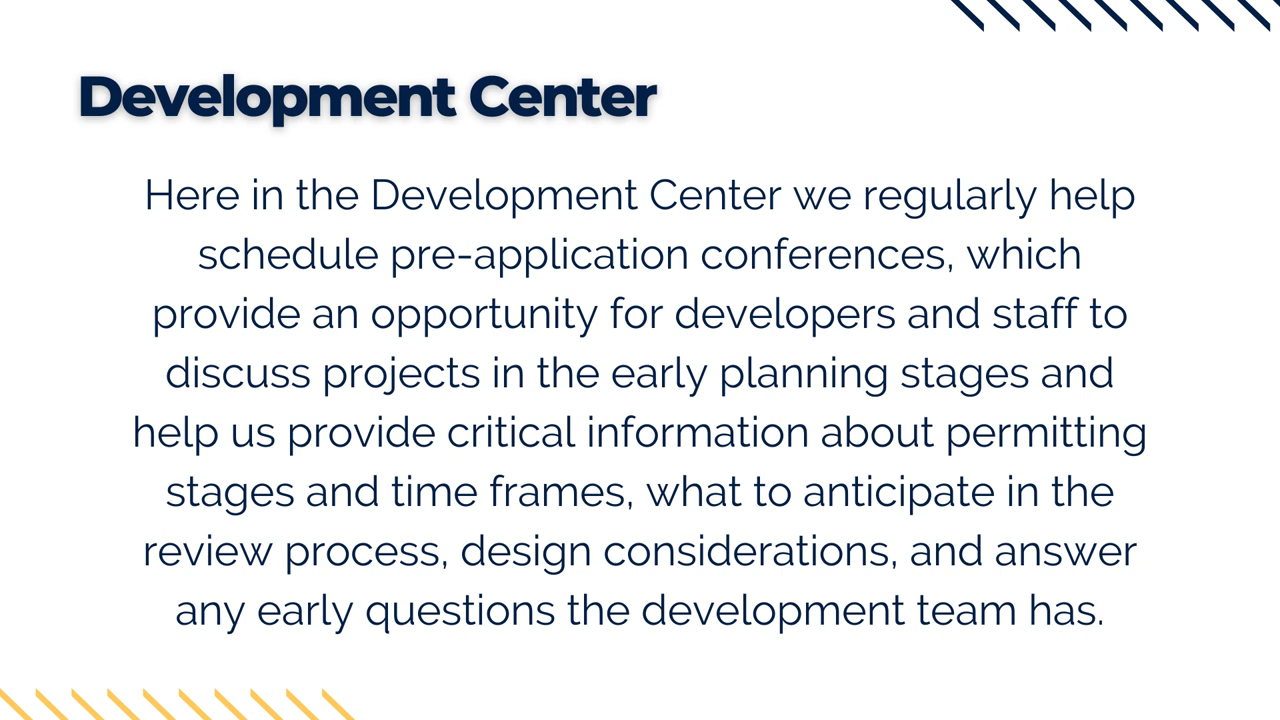 Development Center
Here in the Development Center we regularly help
schedule pre-application conferences, which
provide an opportunity for developers and staff to
discuss projects in the early planning stages and
help us provide critical information about permitting
stages and time frames, what to anticipate in the
review process, design considerations, and answer
any early questions the development team has.